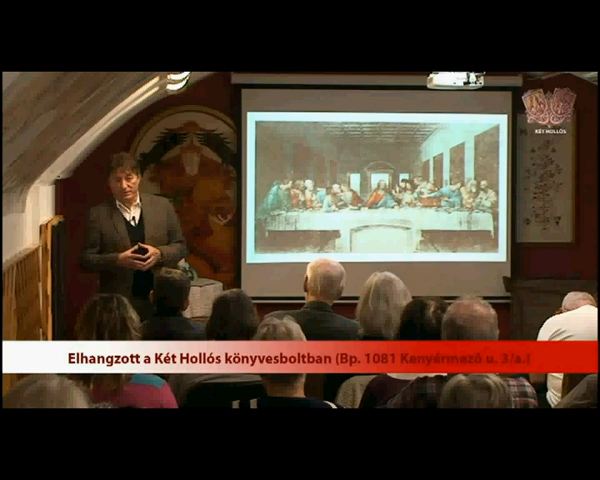 KÉT HOLLÓS
Elhangzott a Két Hollós könyvesboltban (Bp. 1081 Kenyérmező u. 3/a.)